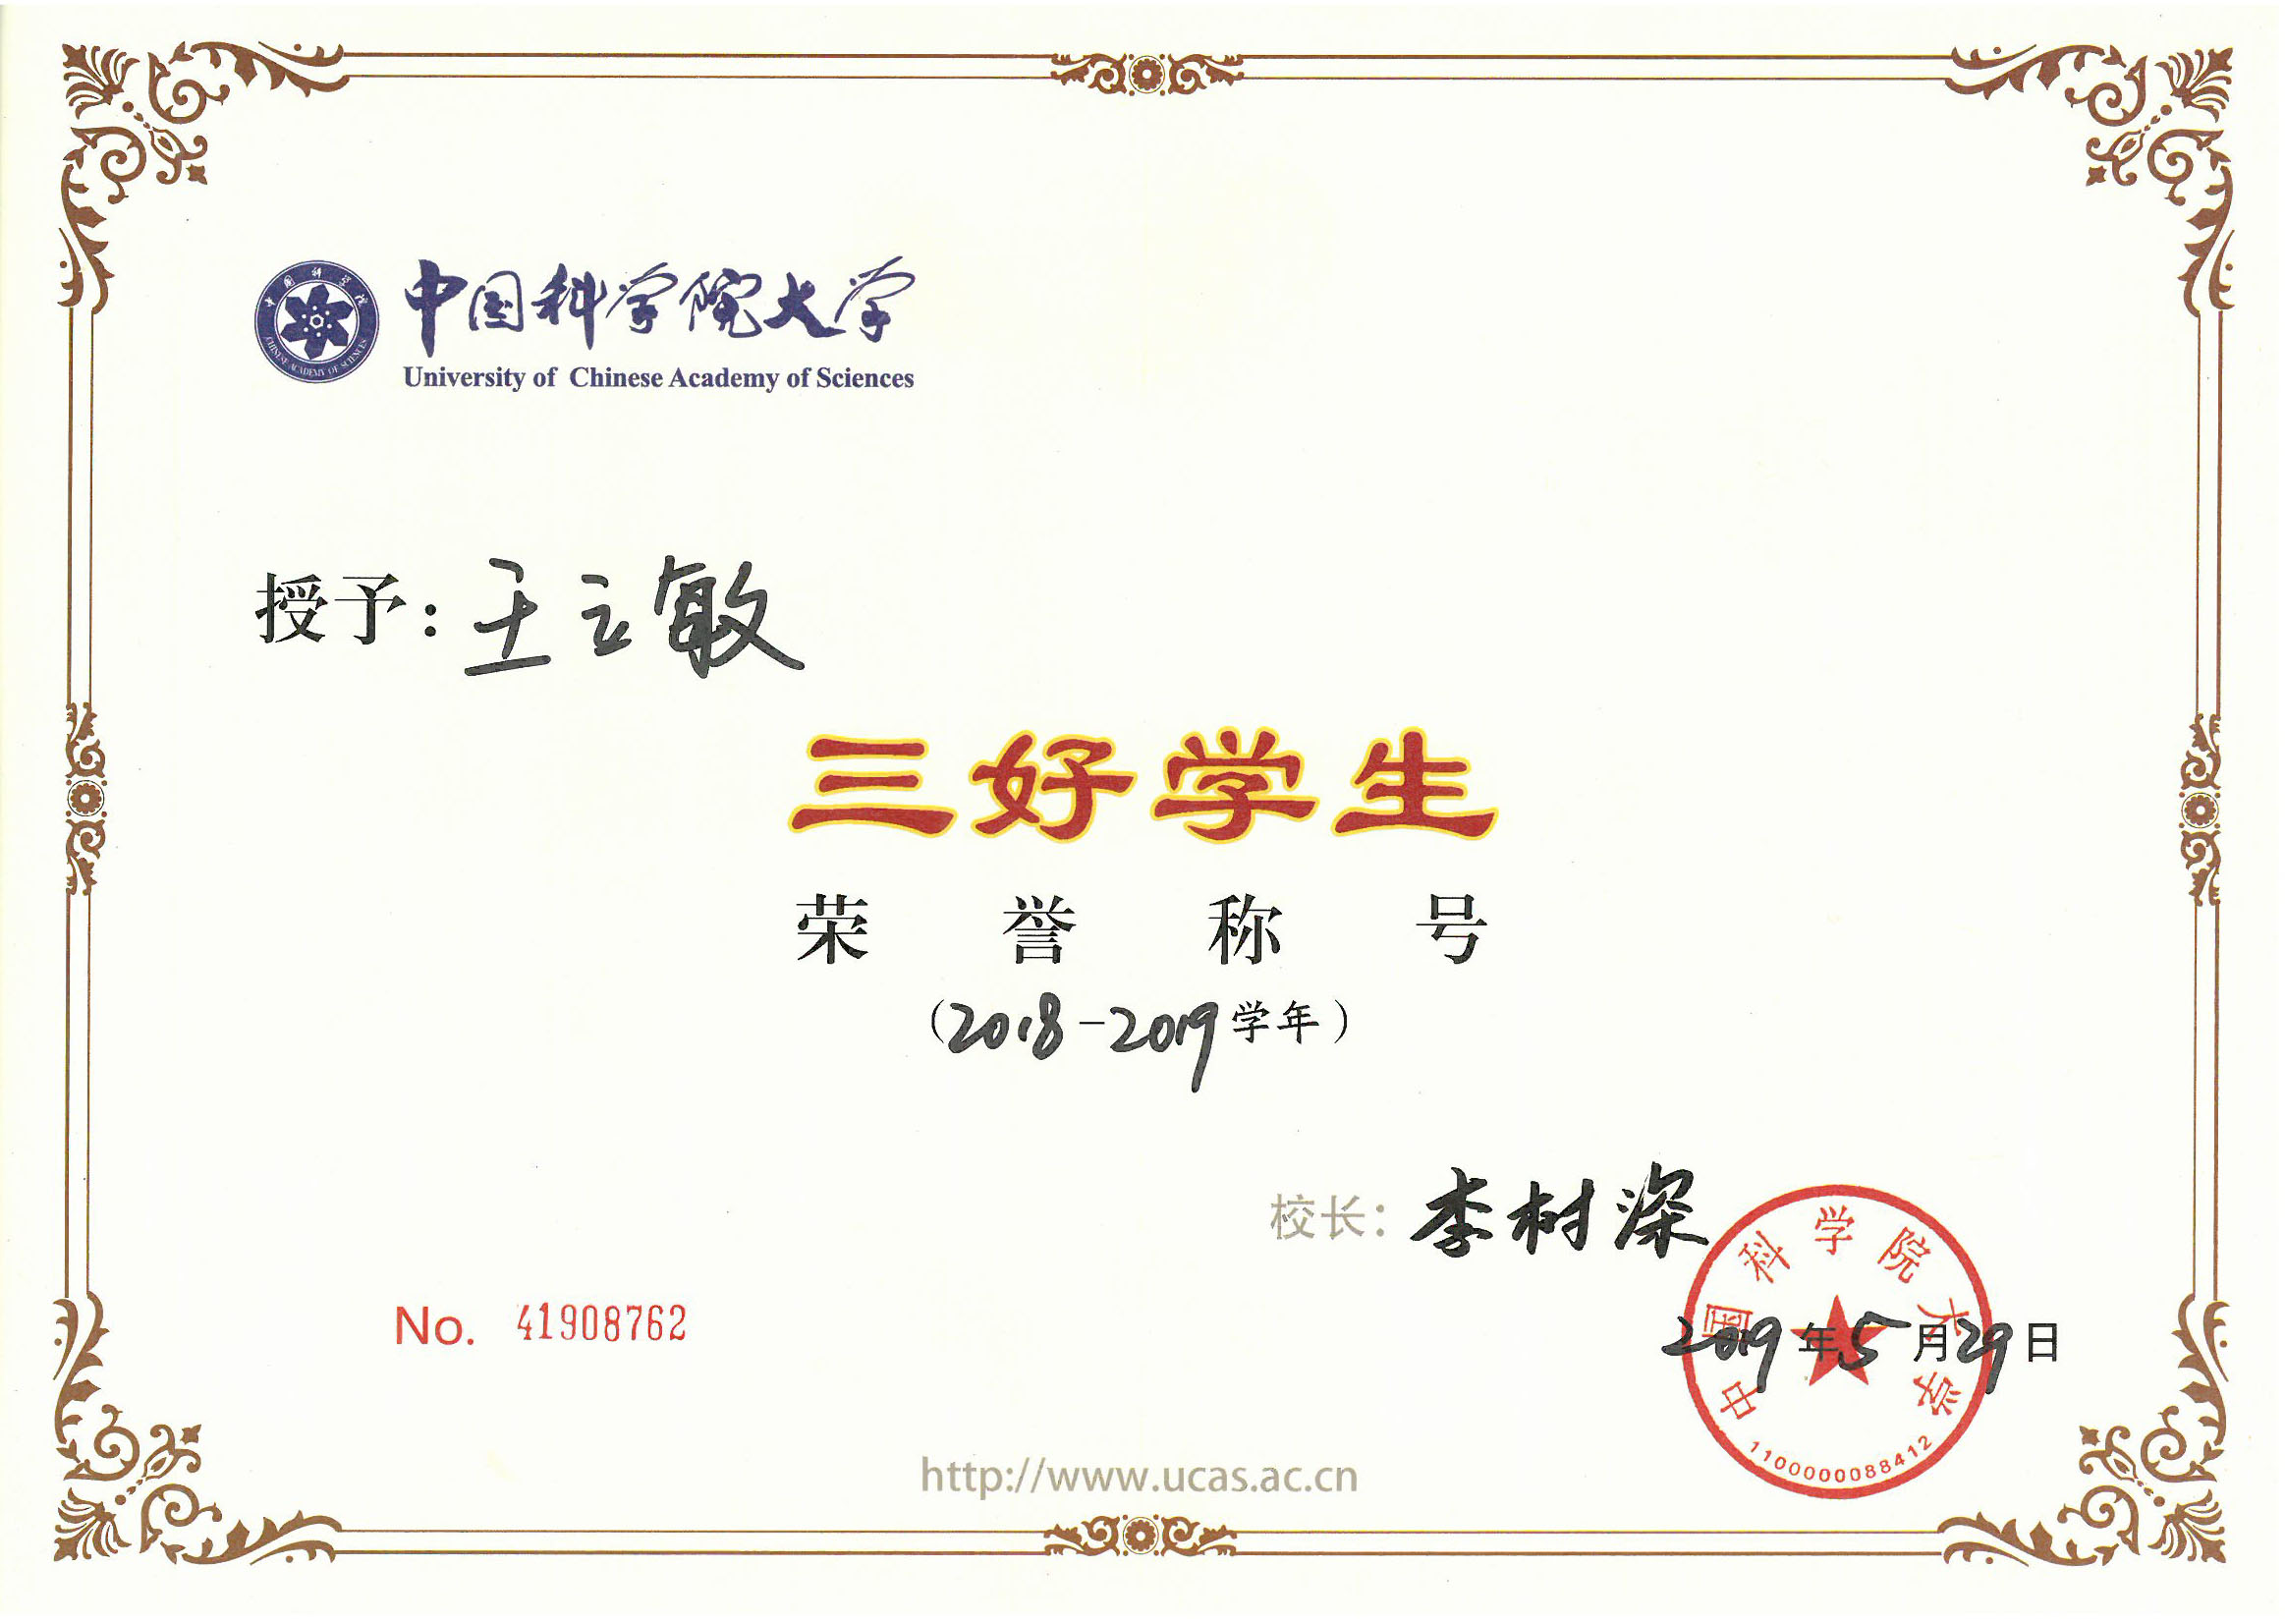 中国科学院大学
University of Chinese Academy of Sciences
授予：王立敏
三好学生
荣誉称号
（2018-2019学年）
校长：李树深
No. 41908762
2019年5月29日
中国科学院大学
1100000088412
http://www.ucas.ac.cn
中国科学院
CHINESE ACADEMY OF SCIENCES